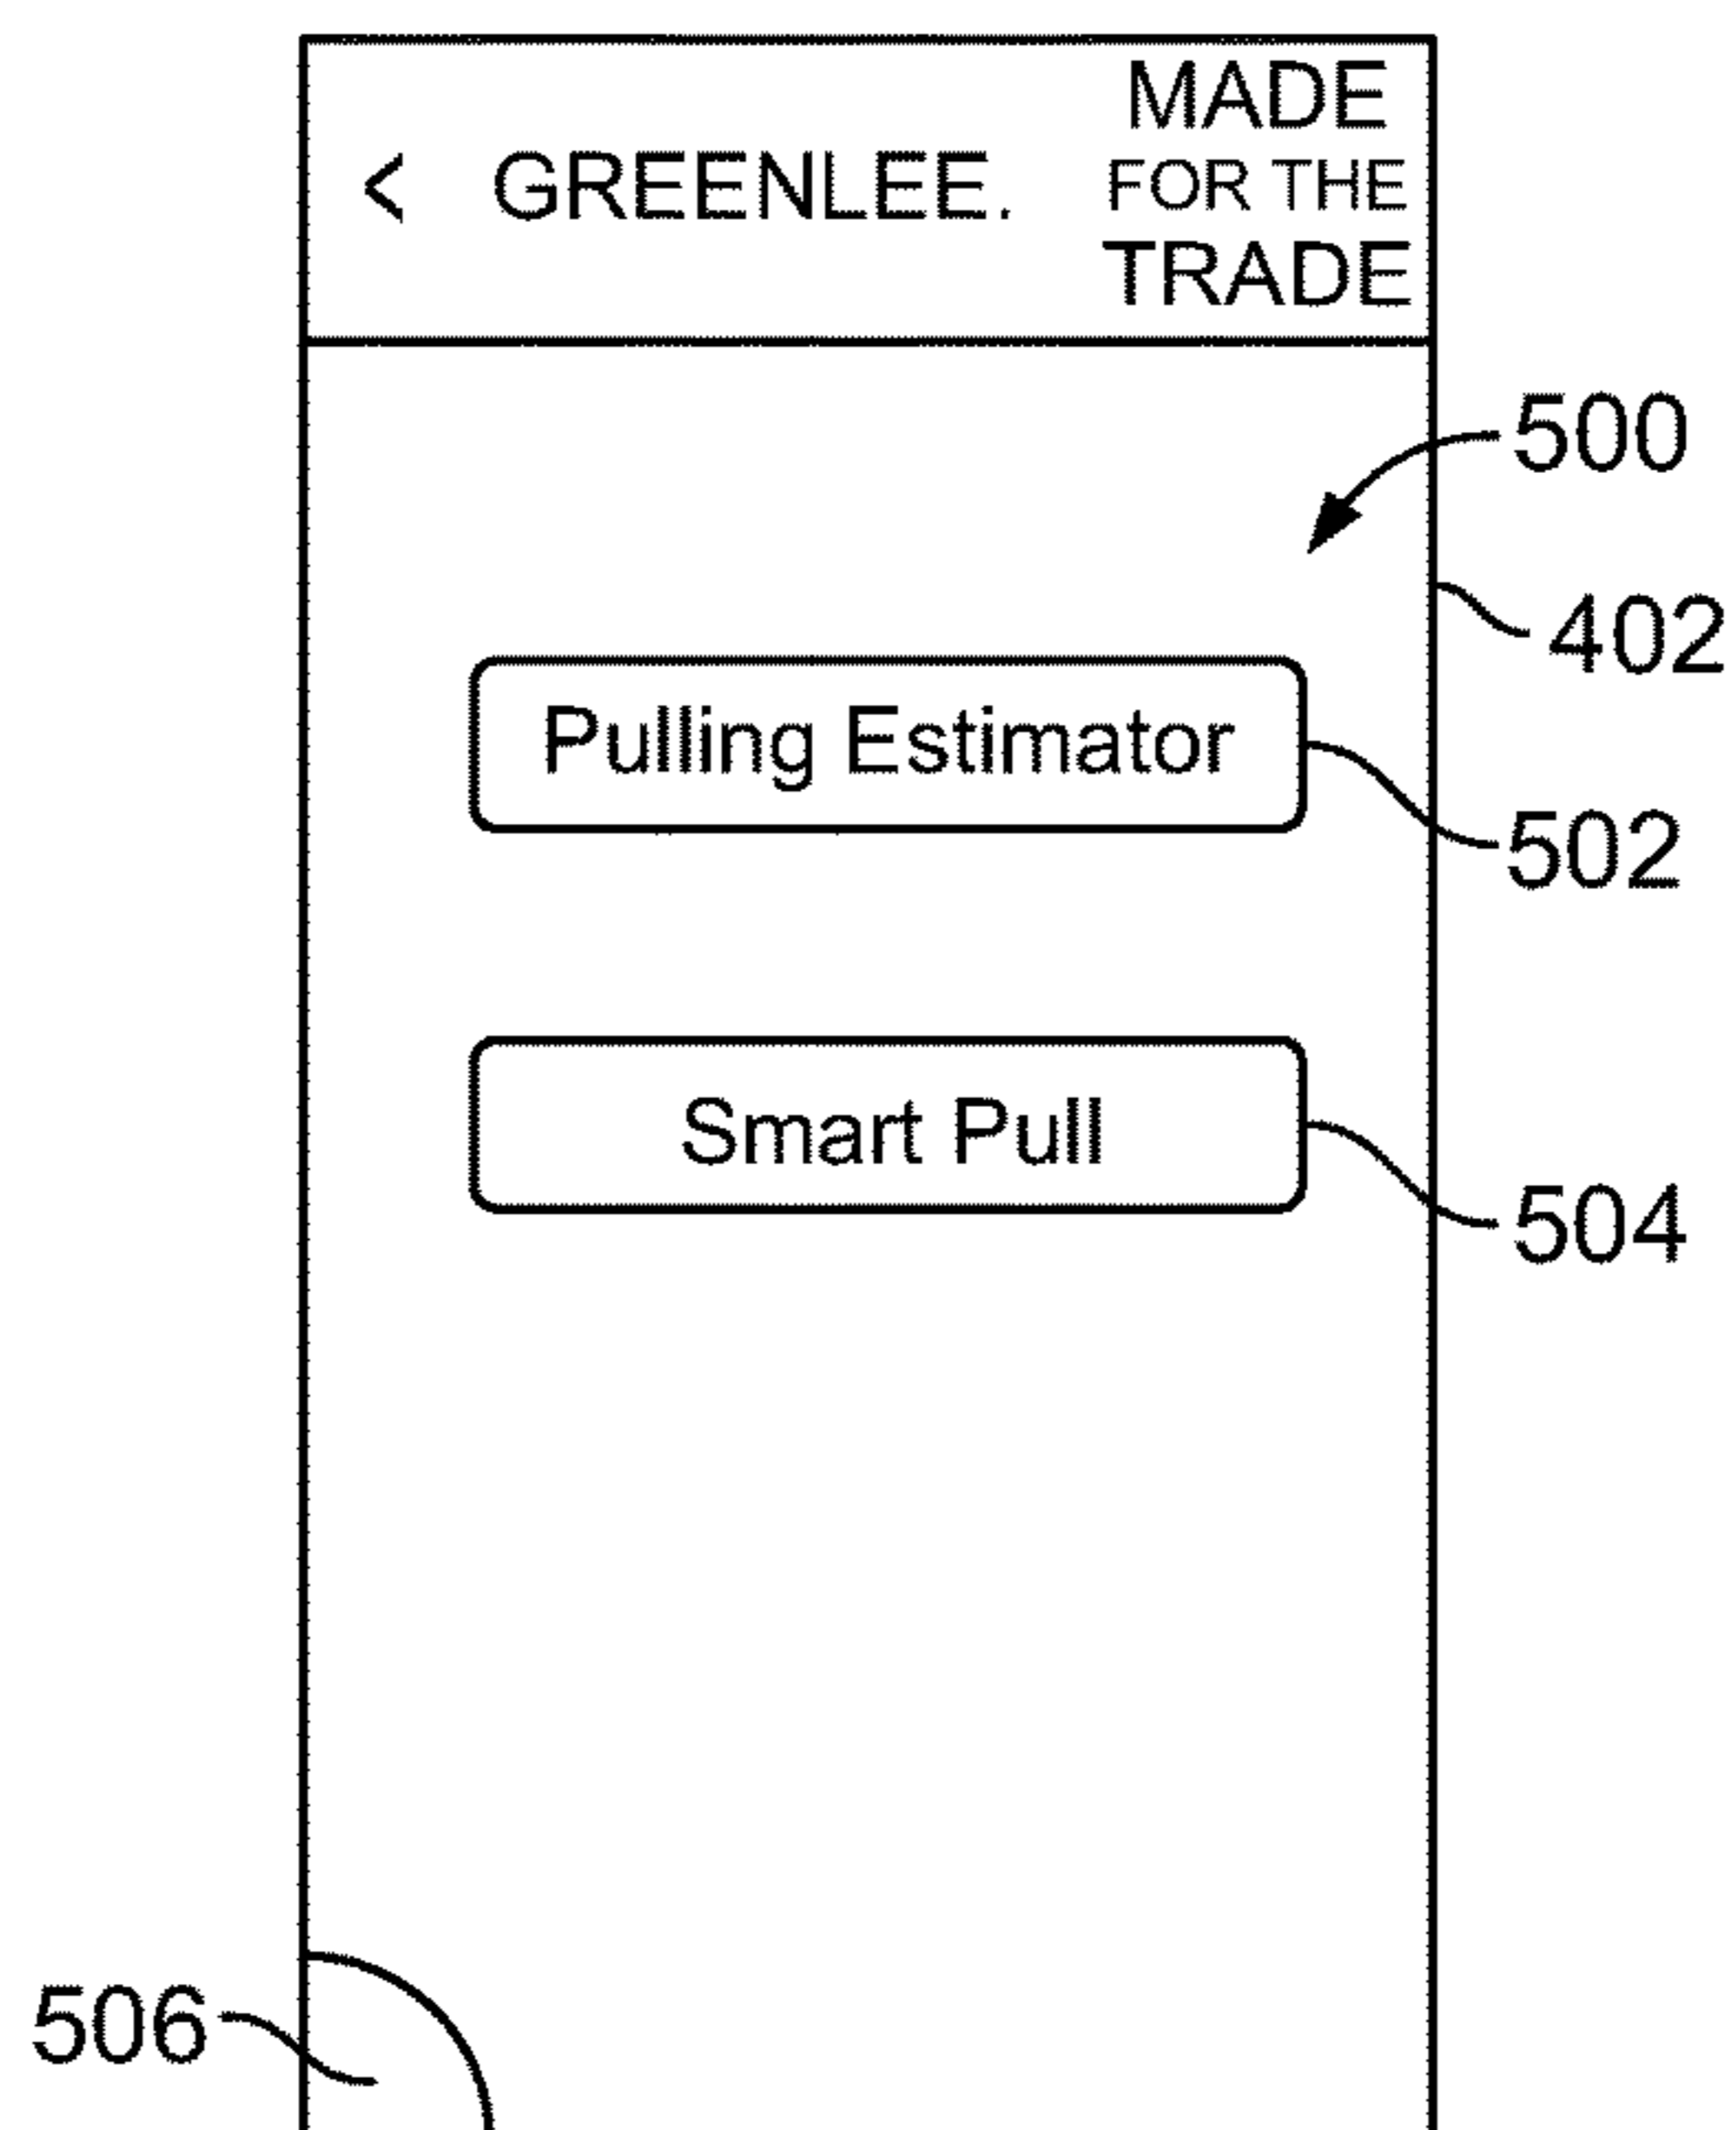 MADE
< GREENLEE. FOR THE
TRADE
500
402
Pulling Estimator
502
Smart Pull
504
506